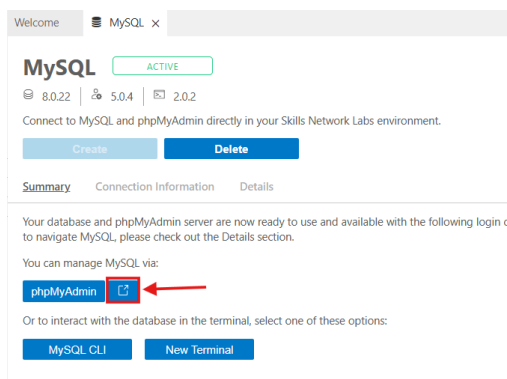 Welcome MySQL ×
MySQL ACTIVE
8.0.22 5.0.4 2.0.2
Connect to MySQL and phpMyAdmin directly in your Skills Network Labs environment.
Create Delete
Summary Connection Information Details
Your database and phpMyAdmin server are now ready to use and available with the following login
to navigate MySQL, please check out the Details section.
You can manage MySQL via:
phpMyAdmin
Or to interact with the database in the terminal, select one of these options:
MySQL CLI New Terminal